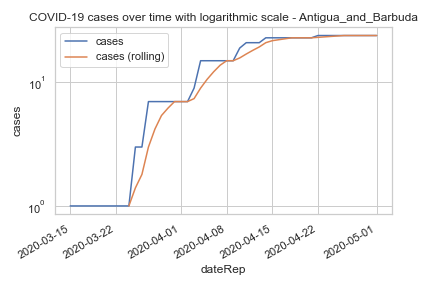 COVID-19 cases over time with logarithmic scale - Antigua_and_Barbuda
cases
cases (rolling)
10¹
10⁰
cases
2020-03-15
2020-03-22
2020-04-01
2020-04-08
2020-04-15
2020-04-22
2020-05-01
dateRep